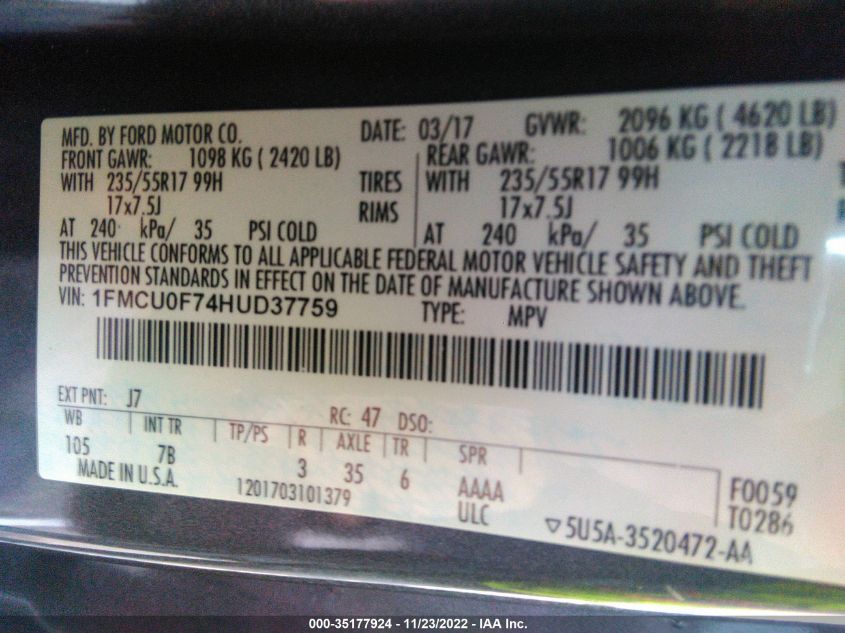 MFD. BY FORD MOTOR CO. DATE: 03/17 GVWR: 2096 KG ( 4620 LB)
FRONT GAWR: 1098 KG ( 2420 LB) REAR GAWR: 1006 KG ( 2218 LB)
WITH 235/55R17 99H TIRES WITH 235/55R17 99H
17x7.5J RIMS 17x7.5J
AT 240 kPa/ 35 PSI COLD AT 240 kPa/ 35 PSI COLD
THIS VEHICLE CONFORMS TO ALL APPLICABLE FEDERAL MOTOR VEHICLE SAFETY AND THEFT
PREVENTION STANDARDS IN EFFECT ON THE DATE OF MANUFACTURE SHOWN ABOVE.
VIN: 1FMCU0F74HUD37759 TYPE: MPV
EXT PNT: J7 RC: 47 DSO:
WB INT TR TP/PS R AXLE TR SPR
105 7B 3 35 6 AAAA F0059
MADE IN U.S.A. 1201703101379 ULC T0286
5U5A-3520472-AA
000-35177924 - 11/23/2022 - IAA Inc.